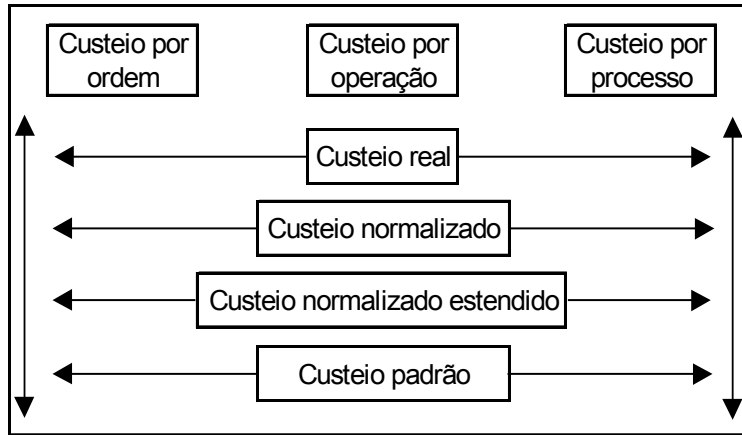 Custeio por
ordem
Custeio por
operação
Custeio por
processo
Custeio real
Custeio normalizado
Custeio normalizado estendido
Custeio padrão